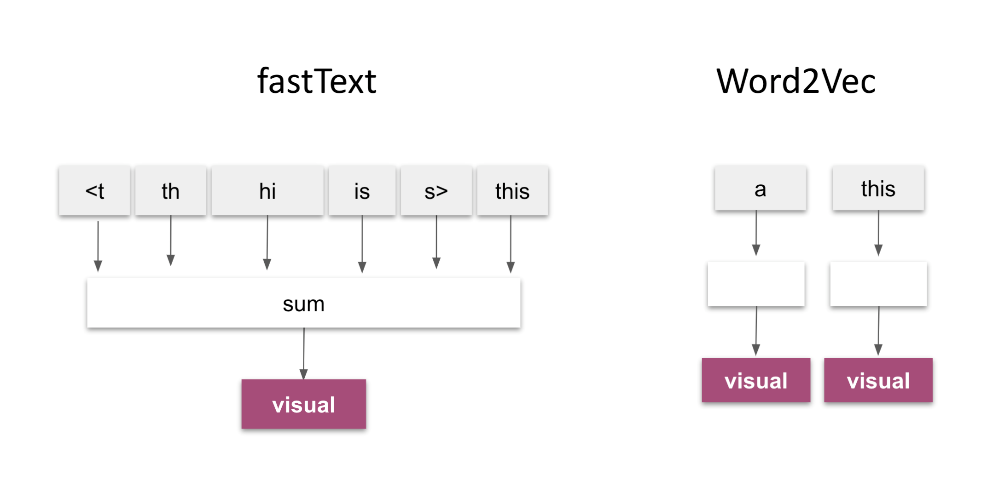 fastText
Word2Vec
<t th hi is s> this
a this
sum
visual visual
visual